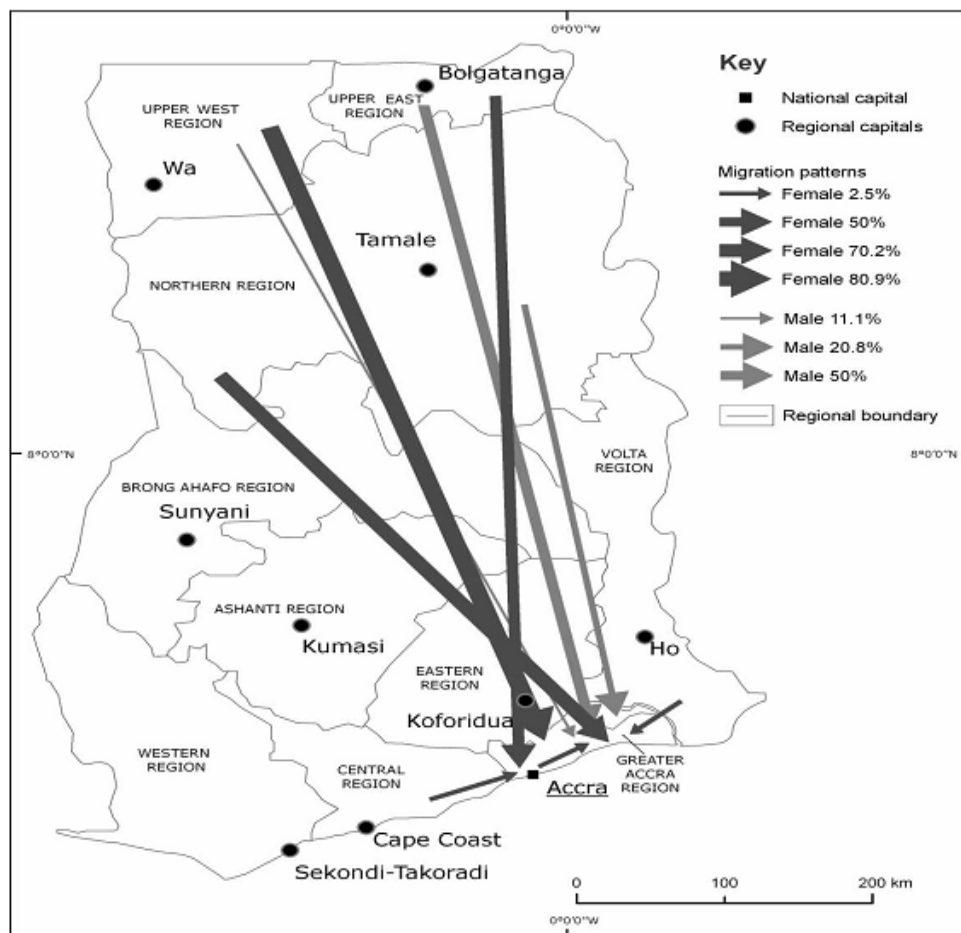 0°0'0"W
Bolgatanga
UPPER WEST
REGION
UPPER EAST
REGION
Wa
Tamale
NORTHERN REGION
8°0'0"N
8°0'0"N
VOLTA
REGION
BRONG AHAFO REGION
Sunyani
ASHANTI REGION
Kumasi
EASTERN
REGION
Ho
Koforidua
WESTERN
REGION
CENTRAL
REGION
Accra
GREATER
ACCRA
REGION
Cape Coast
Sekondi-Takoradi
Key
National capital
Regional capitals
Migration patterns
Female 2.5%
Female 50%
Female 70.2%
Female 80.9%
Male 11.1%
Male 20.8%
Male 50%
Regional boundary
0 100 200 km
0°0'0"W